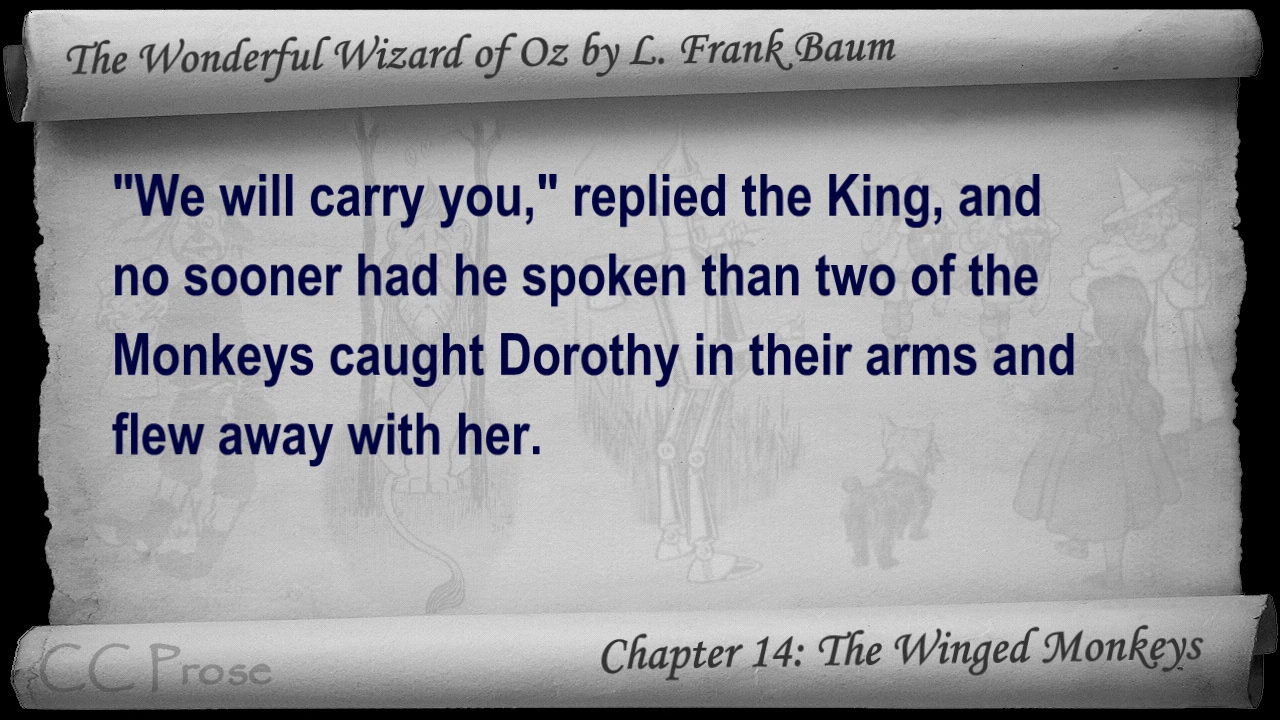 The Wonderful Wizard of Oz by L. Frank Baum
"We will carry you," replied the King, and
no sooner had he spoken than two of the
Monkeys caught Dorothy in their arms and
flew away with her.
CC Prose
Chapter 14: The Winged Monkeys